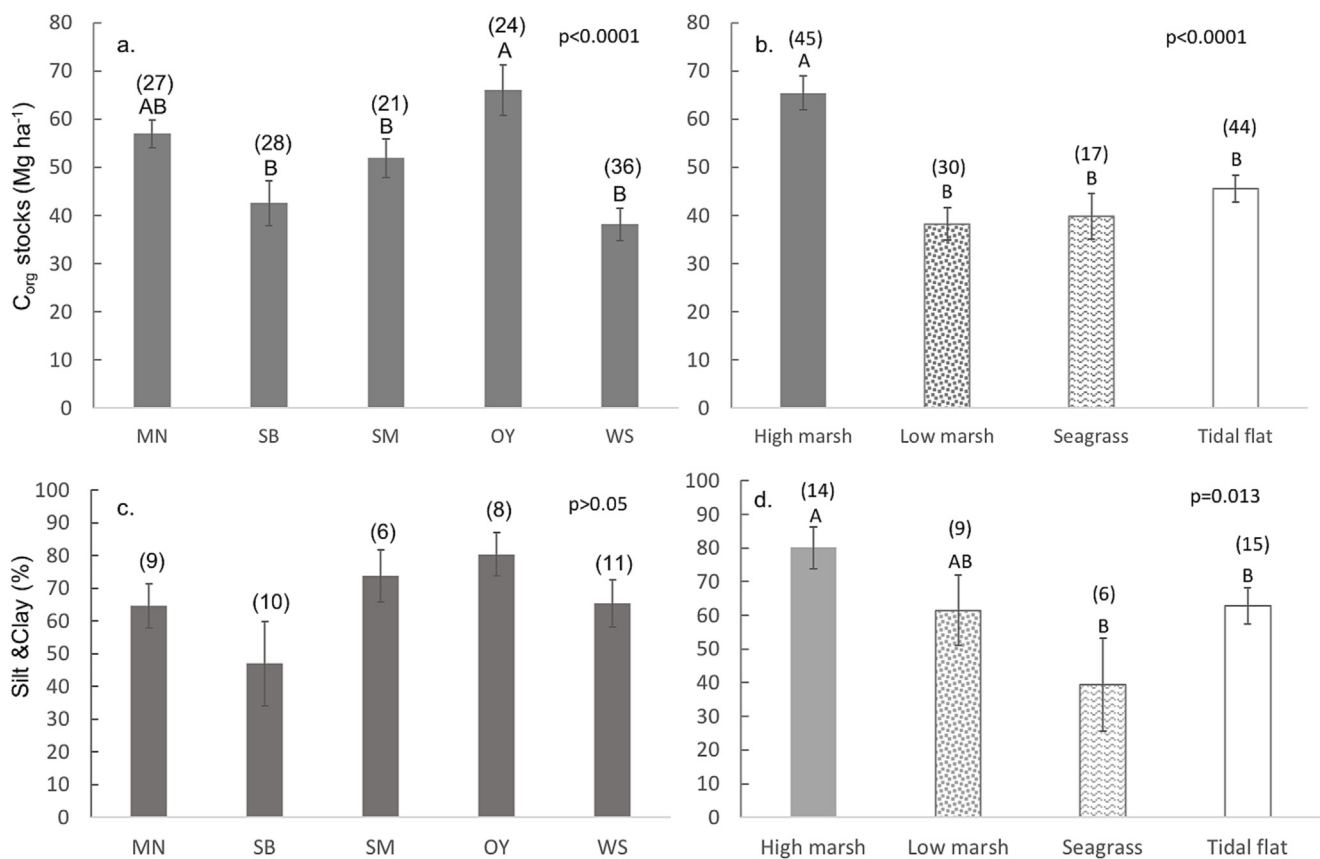 a.
p<0.0001
C_org stocks (Mg ha⁻¹)
80
70
60
50
40
30
20
10
0
(27)
AB
(28)
B
(21)
B
(24)
A
(36)
B
MN SB SM OY WS
b.
p<0.0001
80
70
60
50
40
30
20
10
0
(45)
A
(30)
B
(17)
B
(44)
B
High marsh Low marsh Seagrass Tidal flat
c.
p>0.05
Silt &Clay (%)
100
90
80
70
60
50
40
30
20
10
0
(9)
(10)
(6)
(8)
(11)
MN SB SM OY WS
d.
p=0.013
100
90
80
70
60
50
40
30
20
10
0
(14)
A
(9)
AB
(6)
B
(15)
B
High marsh Low marsh Seagrass Tidal flat